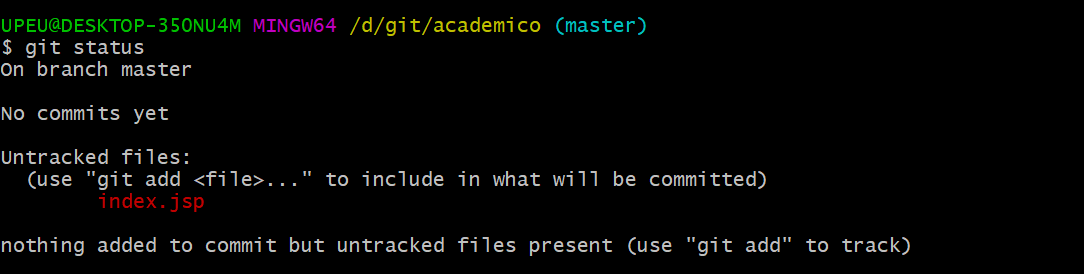 UPEU@DESKTOP-350NU4M MINGW64 /d/git/academico (master)
$ git status
On branch master
No commits yet
Untracked files:
(use "git add <file>..." to include in what will be committed)
index.jsp
nothing added to commit but untracked files present (use "git add" to track)